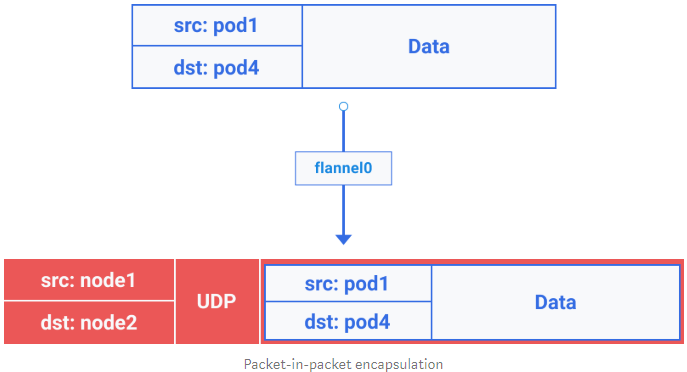 src: pod1
Data
dst: pod4
flannel0
src: node1
UDP
src: pod1
Data
dst: node2
dst: pod4
Packet-in-packet encapsulation